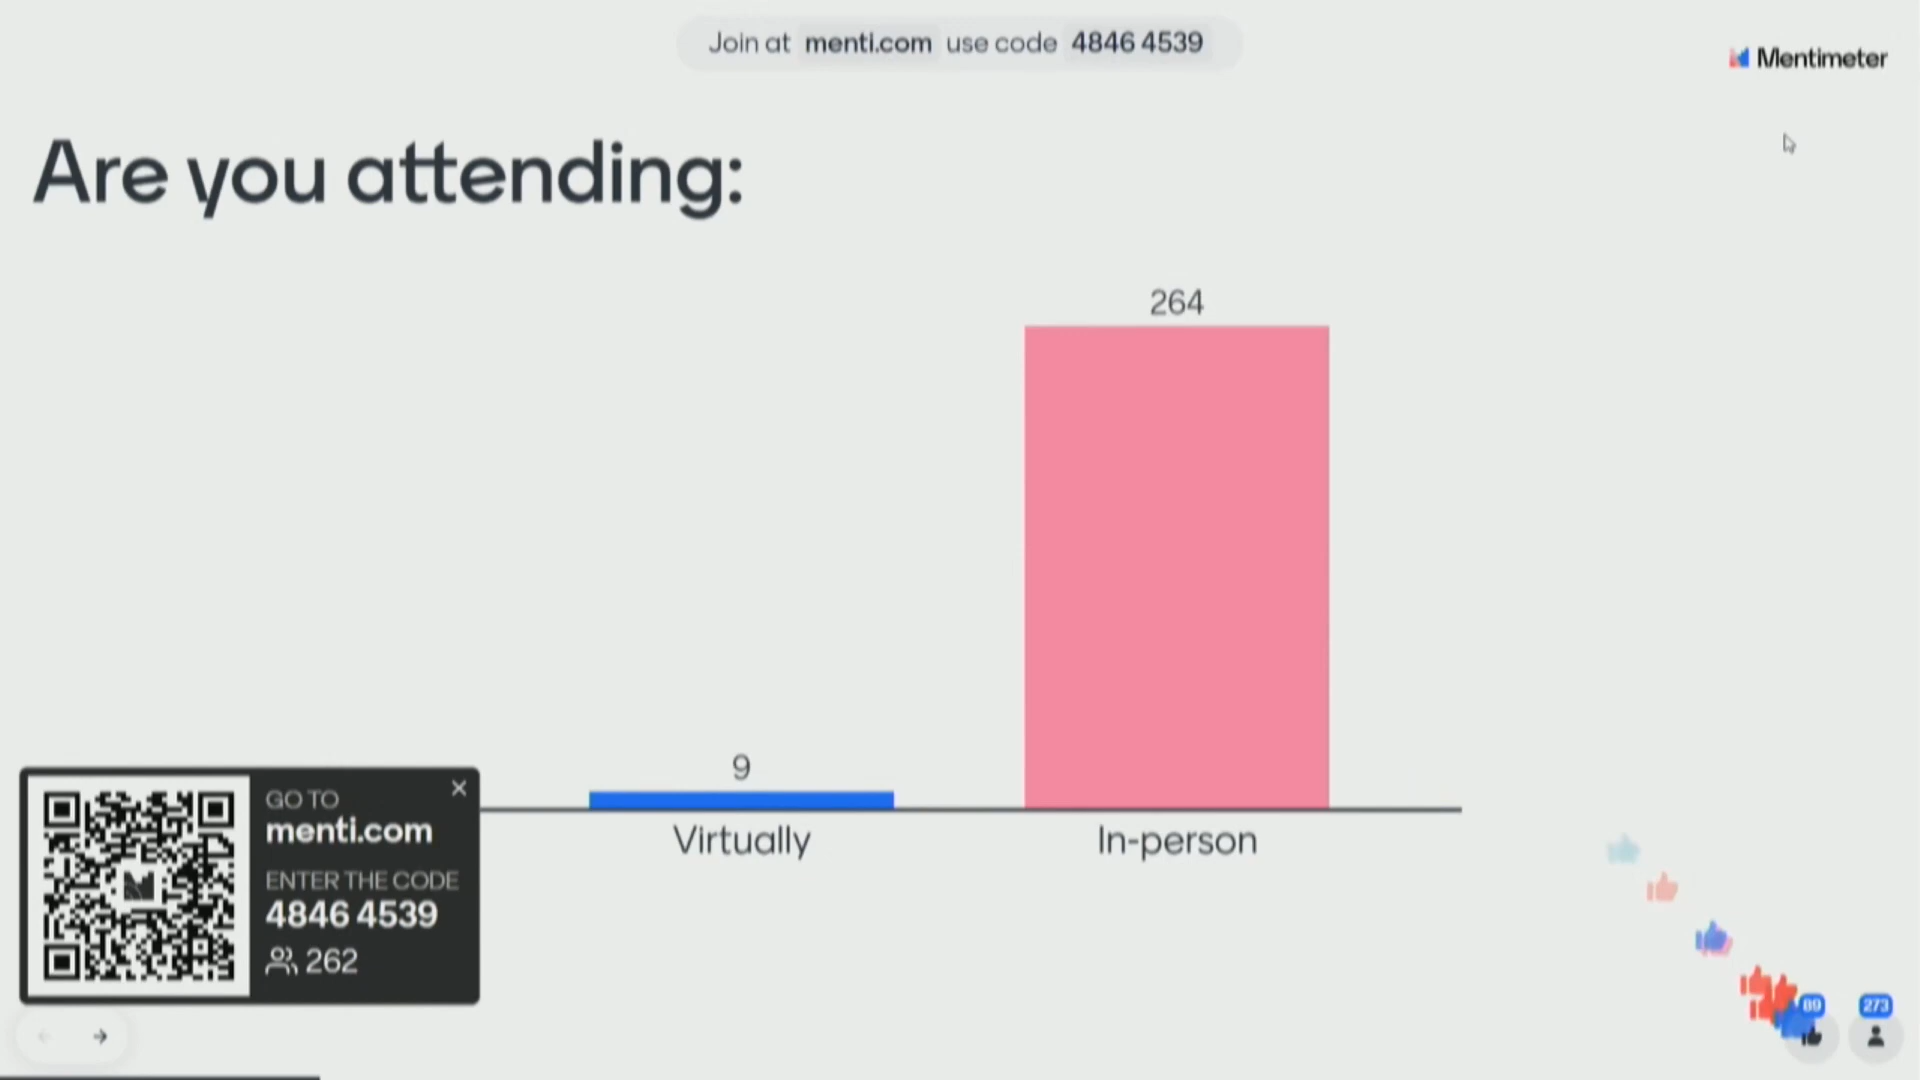 Join at menti.com use code 4846 4539
Mentimeter
Are you attending:
264
9
Virtually
In-person
GO TO
menti.com
ENTER THE CODE
4846 4539
262
89
273